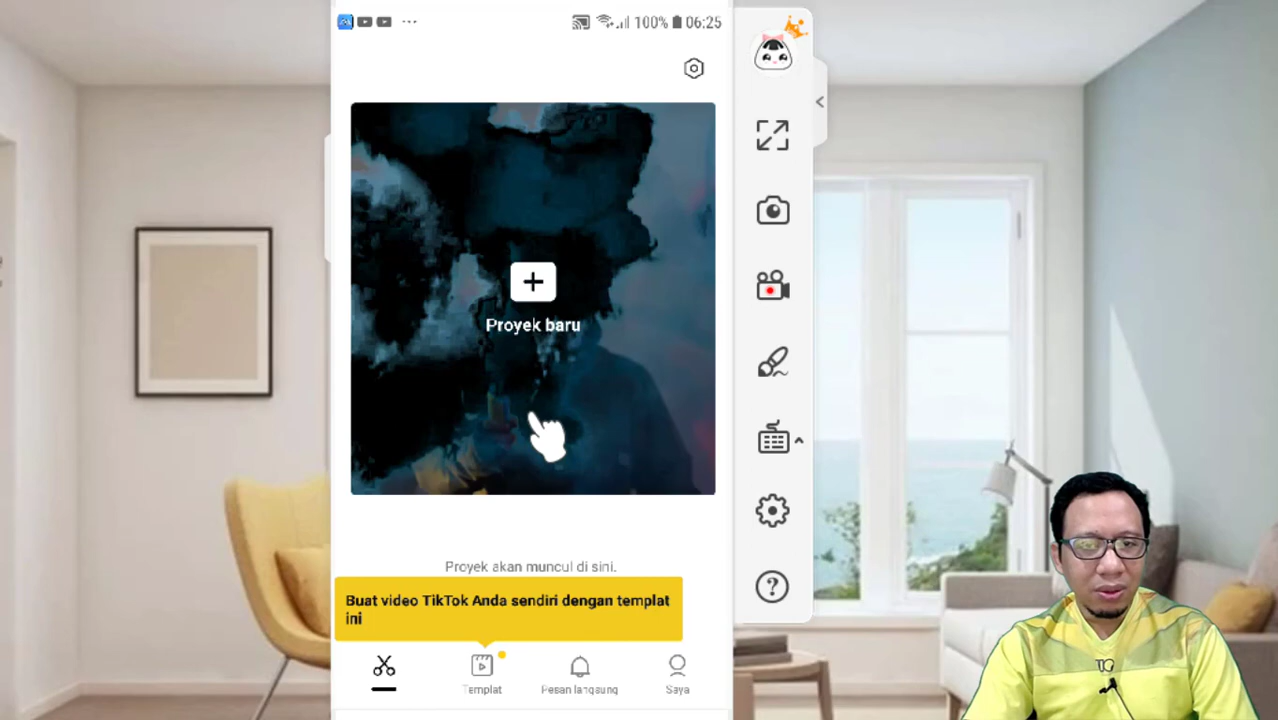 100% 06:25
Proyek baru
Proyek akan muncul di sini.
Buat video TikTok Anda sendiri dengan templat
ini
Templat
Pesan langsung
Saya